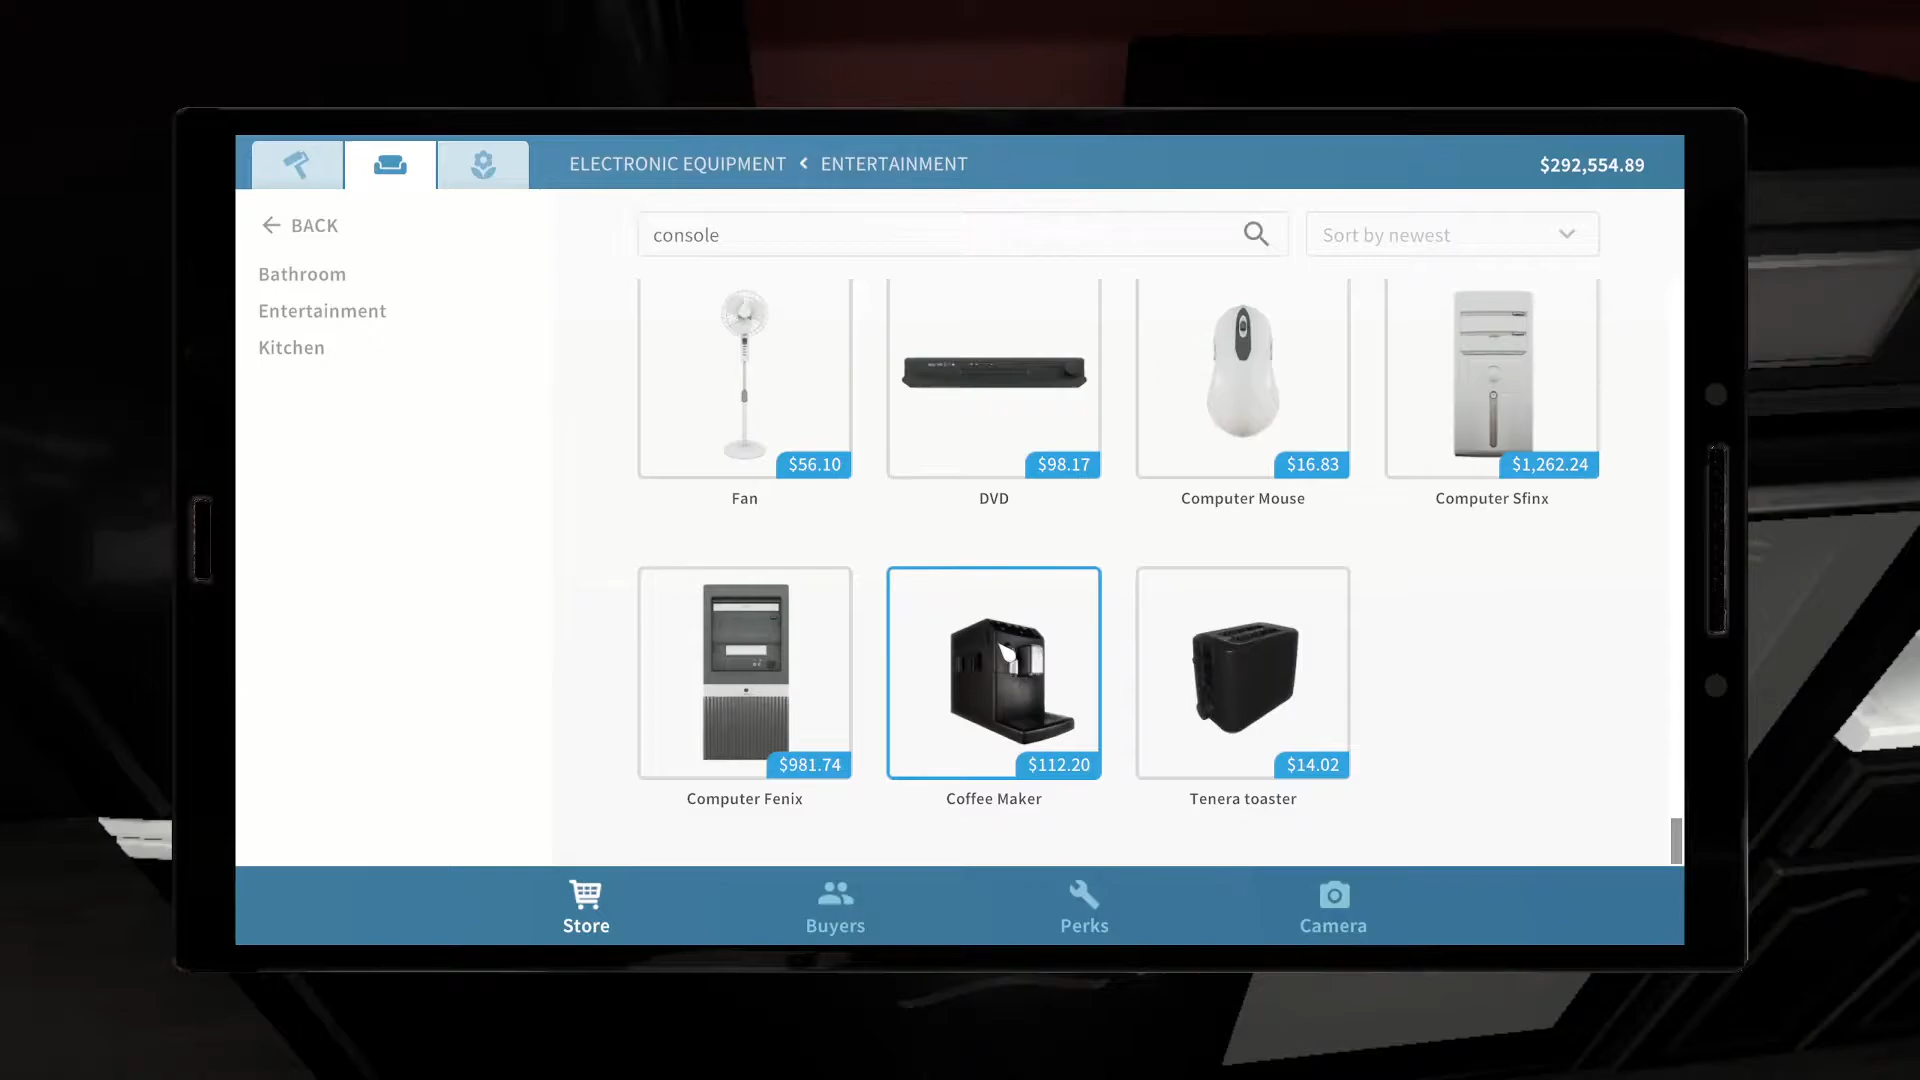 ELECTRONIC EQUIPMENT < ENTERTAINMENT
$292,554.89
BACK
Bathroom
Entertainment
Kitchen
console
Sort by newest
$56.10
$98.17
$16.83
$1,262.24
Fan
DVD
Computer Mouse
Computer Sfinx
$981.74
$112.20
$14.02
Computer Fenix
Coffee Maker
Tenera toaster
Store
Buyers
Perks
Camera